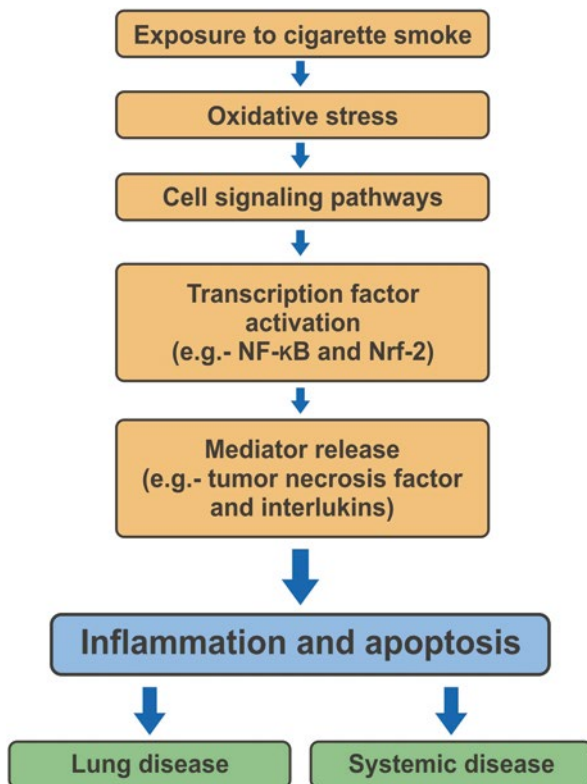 Exposure to cigarette smoke
Oxidative stress
Cell signaling pathways
Transcription factor
activation
(e.g.- NF-κB and Nrf-2)
Mediator release
(e.g.- tumor necrosis factor
and interlukins)
Inflammation and apoptosis
Lung disease
Systemic disease